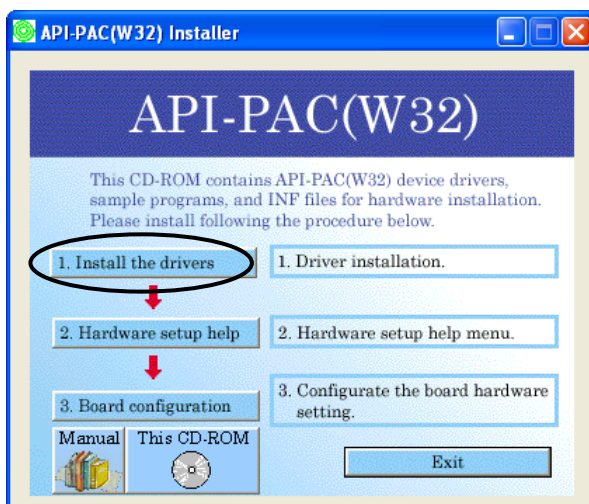 API-PAC(W32) Installer
API-PAC(W32)
This CD-ROM contains API-PAC(W32) device drivers,
sample programs, and INF files for hardware installation.
Please install following the procedure below.
1. Install the drivers
1. Driver installation.
2. Hardware setup help
2. Hardware setup help menu.
3. Board configuration
3. Configurate the board hardware
setting.
Manual
This CD-ROM
Exit